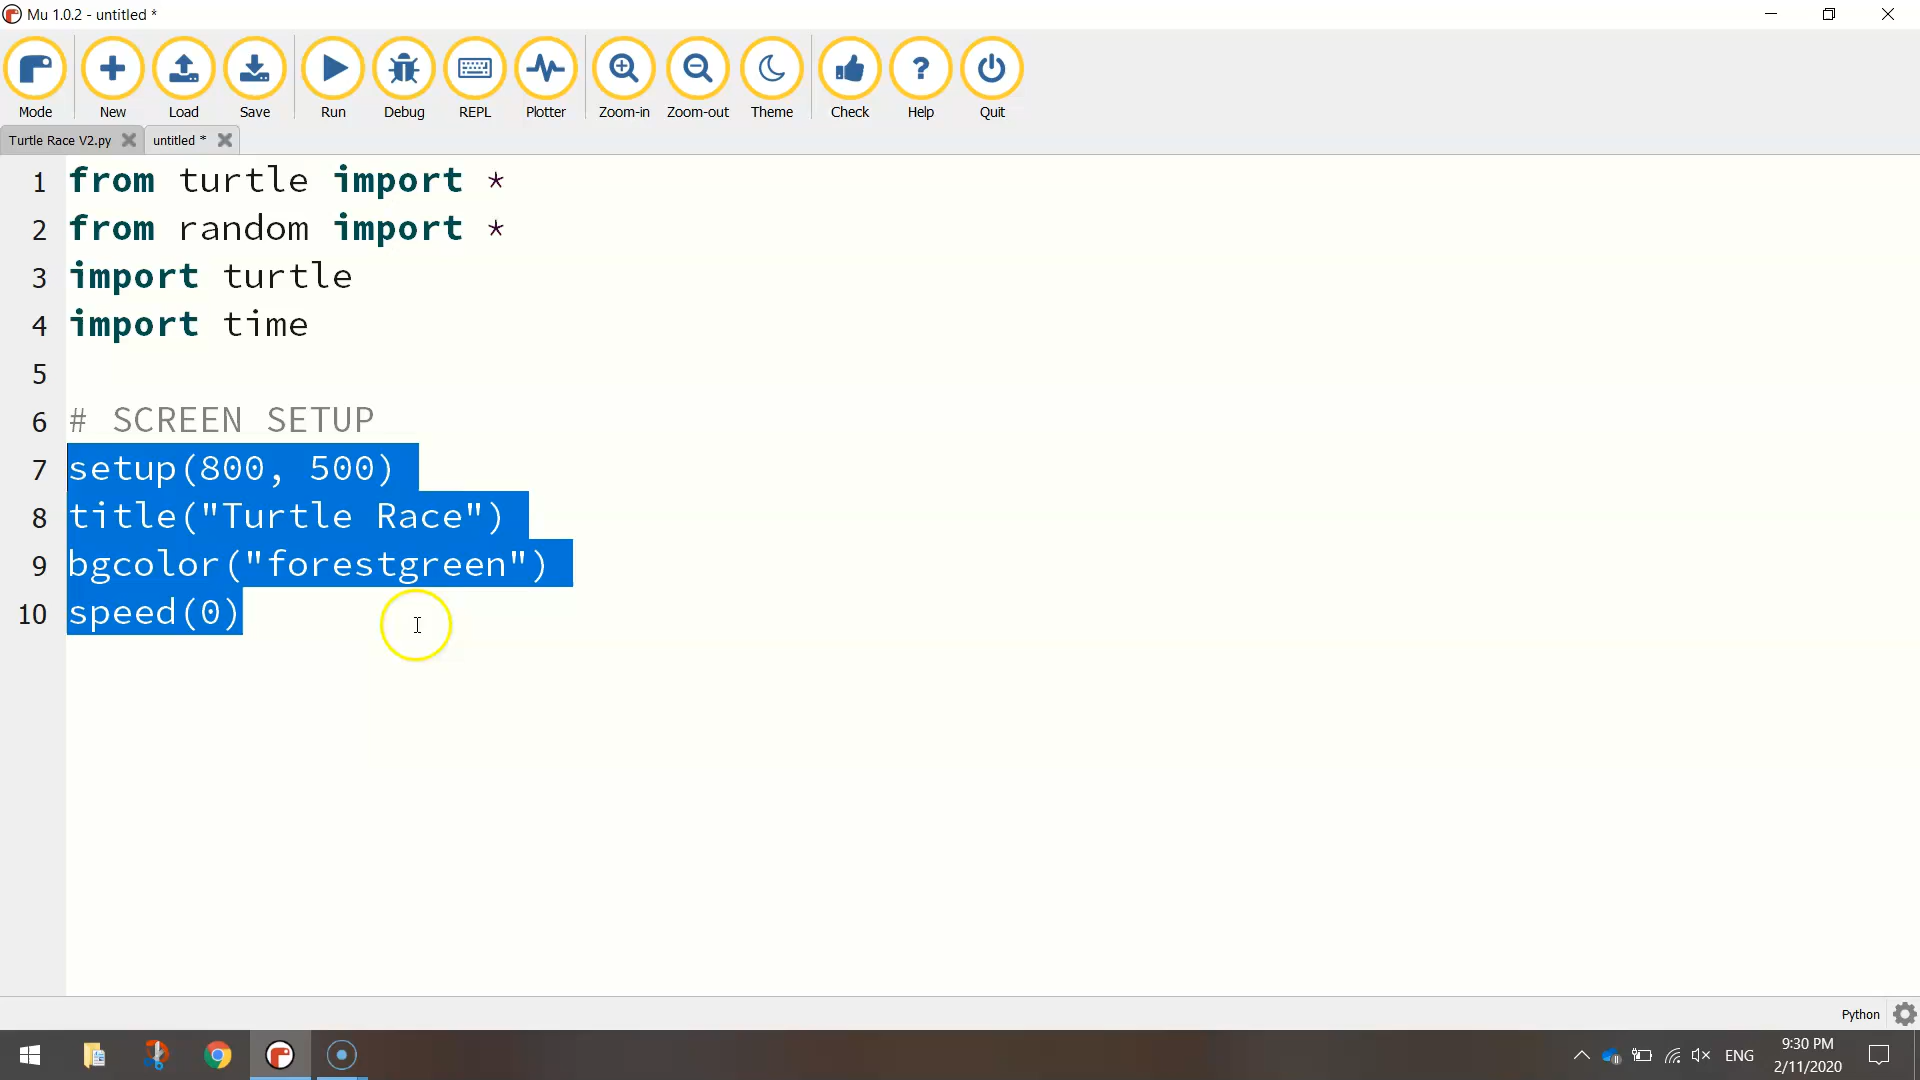 Mu 1.0.2 - untitled *
Mode New Load Save Run Debug REPL Plotter Zoom-in Zoom-out Theme Check Help Quit
Turtle Race V2.py untitled *
1 from turtle import *
2 from random import *
3 import turtle
4 import time
5
6 # SCREEN SETUP
7 setup(800, 500)
8 title("Turtle Race")
9 bgcolor("forestgreen")
10 speed(0)
Python
ENG
9:30 PM
2/11/2020